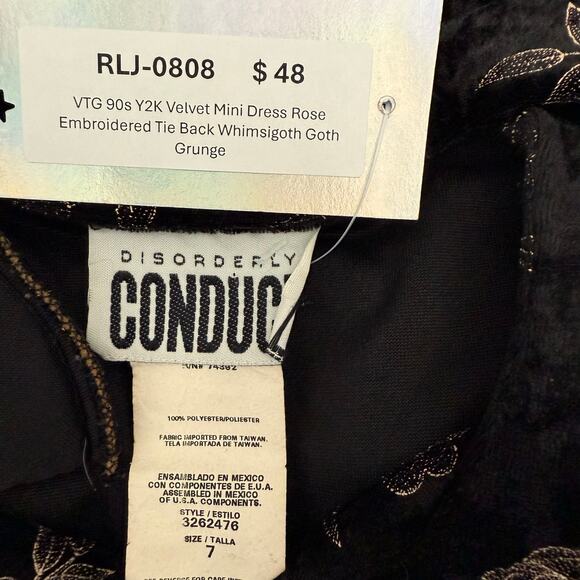 RLJ-0808 $ 48
VTG 90s Y2K Velvet Mini Dress Rose
Embroidered Tie Back Whimsigoth Goth
Grunge
DISORDERLY
CONDUC
100% POLYESTER/POLIESTER
FABRIC IMPORTED FROM TAIWAN.
TELA IMPORTADA DE TAIWAN.
ENSAMBLADO EN MEXICO
CON COMPONENTES DE E.U.A.
ASSEMBLED IN MEXICO
OF U.S.A. COMPONENTS.
STYLE / ESTILO
3262476
SIZE / TALLA
7